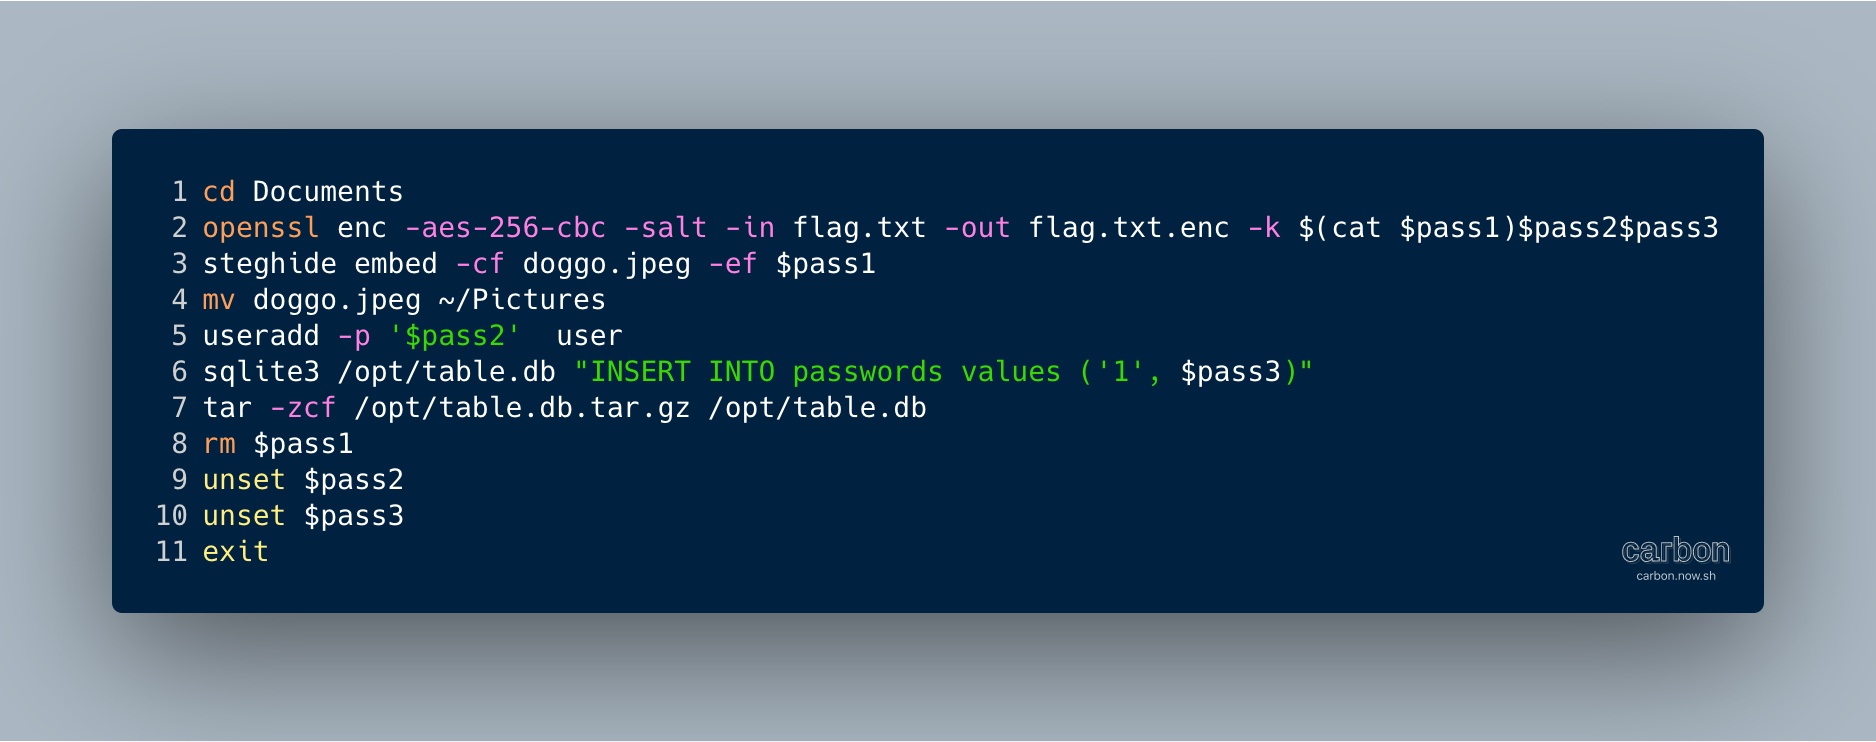 1 cd Documents
2 openssl enc -aes-256-cbc -salt -in flag.txt -out flag.txt.enc -k $(cat $pass1)$pass2$pass3
3 steghide embed -cf doggo.jpeg -ef $pass1
4 mv doggo.jpeg ~/Pictures
5 useradd -p '$pass2'  user
6 sqlite3 /opt/table.db "INSERT INTO passwords values ('1', $pass3)"
7 tar -zcf /opt/table.db.tar.gz /opt/table.db
8 rm $pass1
9 unset $pass2
10 unset $pass3
11 exit
carbon
carbon.now.sh